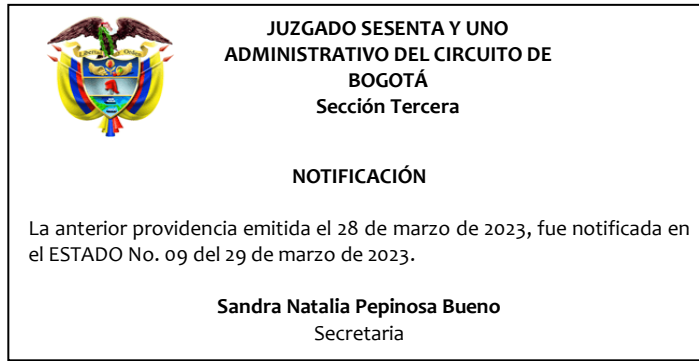 JUZGADO SESENTA Y UNO
ADMINISTRATIVO DEL CIRCUITO DE
BOGOTÁ
Sección Tercera
NOTIFICACIÓN
La anterior providencia emitida el 28 de marzo de 2023, fue notificada en
el ESTADO No. 09 del 29 de marzo de 2023.
Sandra Natalia Pepinosa Bueno
Secretaria